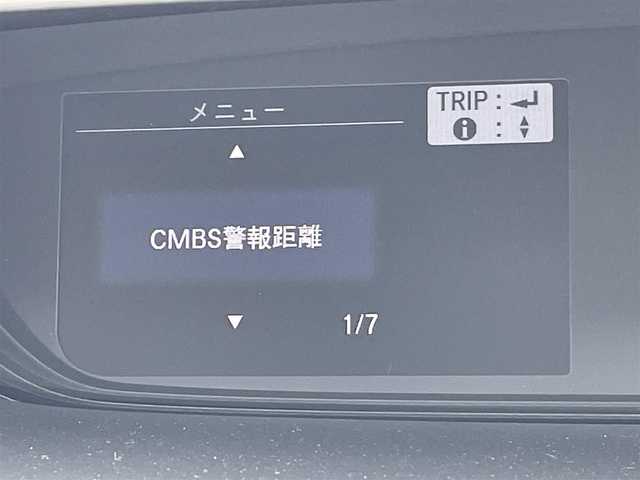 メニュー
TRIP : ↲
ℹ : ▲▼
▲
CMBS警報距離
▼
1/7